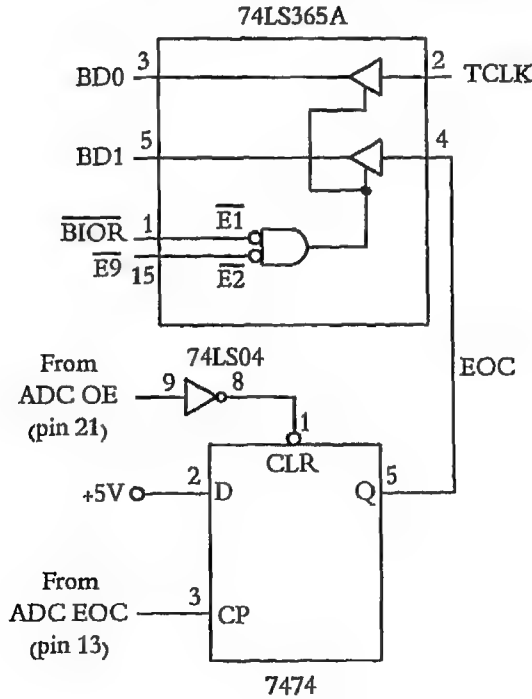 74LS365A
BD0 3 2 TCLK
BD1 5 4
BIOR 1 E1
E9 15 E2
EOC
From
ADC OE
(pin 21)
74LS04
9 8
1
CLR
+5V 2 D Q 5
From
ADC EOC
(pin 13)
3 CP
7474